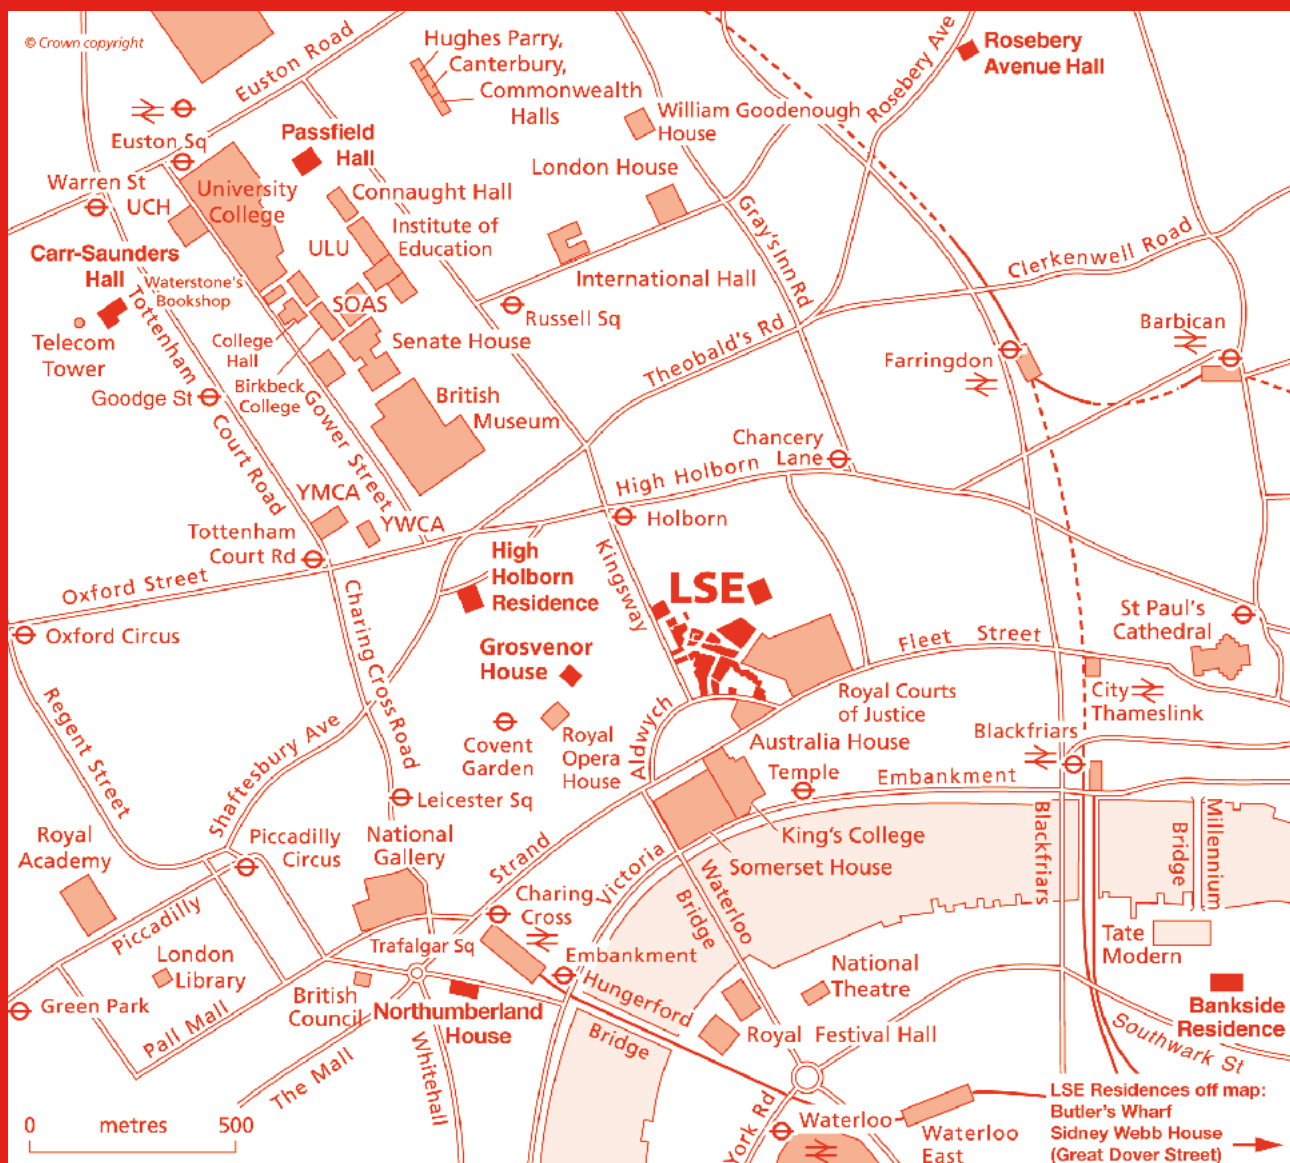 © Crown copyright
Euston Road
Hughes Parry,
Canterbury,
Commonwealth
Halls
Rosebery Ave
Rosebery
Avenue Hall
William Goodenough
House
Euston Sq
Passfield
Hall
London House
Warren St
UCH
University
College
Connaught Hall
Institute of
Education
ULU
Gray'sInn Rd
Clerkenwell Road
Carr-Saunders
Hall
Waterstone's
Bookshop
International Hall
SOAS
Russell Sq
Tottenham
Court Road
Telecom
Tower
College
Hall
Senate House
Theobald's Rd
Barbican
Farringdon
Goodge St
Birkbeck
College
Gower Street
British
Museum
Chancery
Lane
High Holborn
YMCA
YWCA
Holborn
Tottenham
Court Rd
High
Holborn
Residence
Kingsway
LSE
Oxford Street
Charing Cross Road
St Paul's
Cathedral
Oxford Circus
Grosvenor
House
Fleet Street
Regent Street
Royal Courts
of Justice
City
Thameslink
Aldwych
Shaftesbury Ave
Covent
Garden
Royal
Opera
House
Australia House
Blackfriars
Temple
Embankment
Leicester Sq
Royal
Academy
Piccadilly
Circus
National
Gallery
Strand
Victoria
King's College
Somerset House
Blackfriars
Millennium
Bridge
Waterloo
Bridge
Charing
Cross
Piccadilly
Trafalgar Sq
London
Library
Embankment
National
Theatre
Tate
Modern
Green Park
Pall Mall
British
Council
Northumberland
House
Hungerford
Bridge
Royal Festival Hall
Bankside
Residence
Southwark St
The Mall
Whitehall
0 metres 500
York Rd
Waterloo
Waterloo
East
LSE Residences off map:
Butler's Wharf
Sidney Webb House
(Great Dover Street)